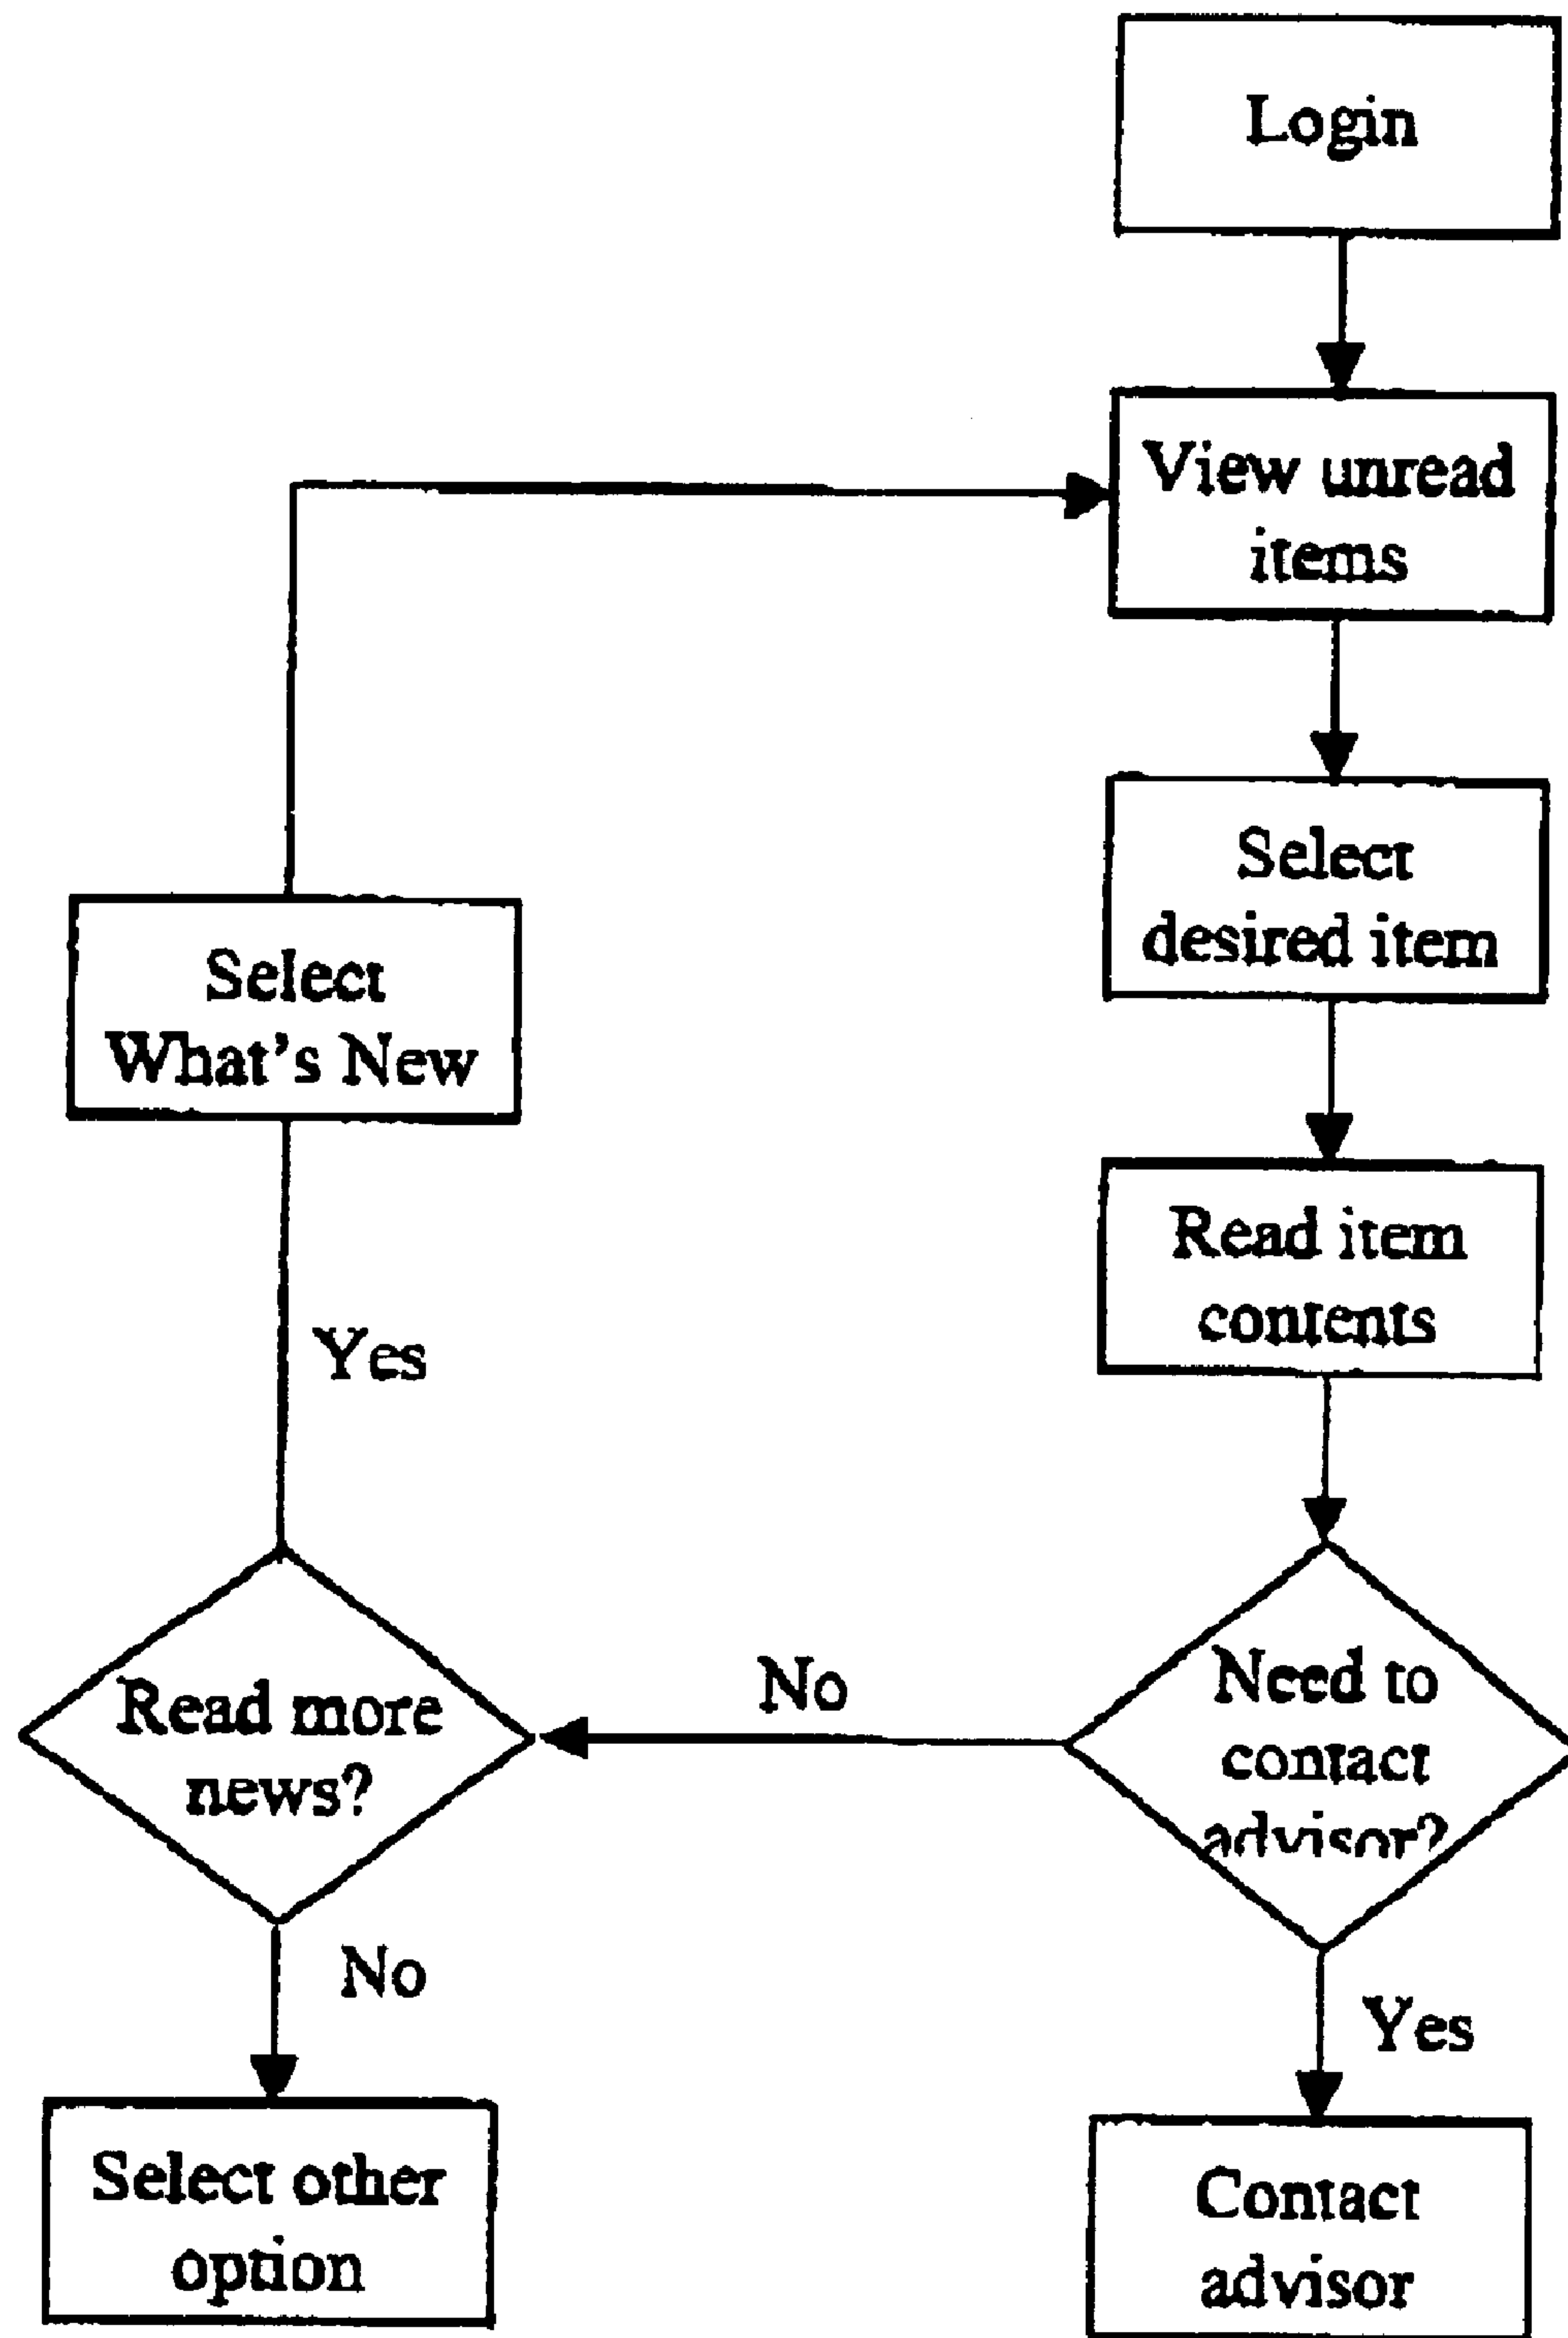 Login
View unread
items
Select
desired item
Select
What's New
Read item
contents
Yes
Need to
contact
advisor?
No
Read more
news?
No
Yes
Select other
option
Contact
advisor